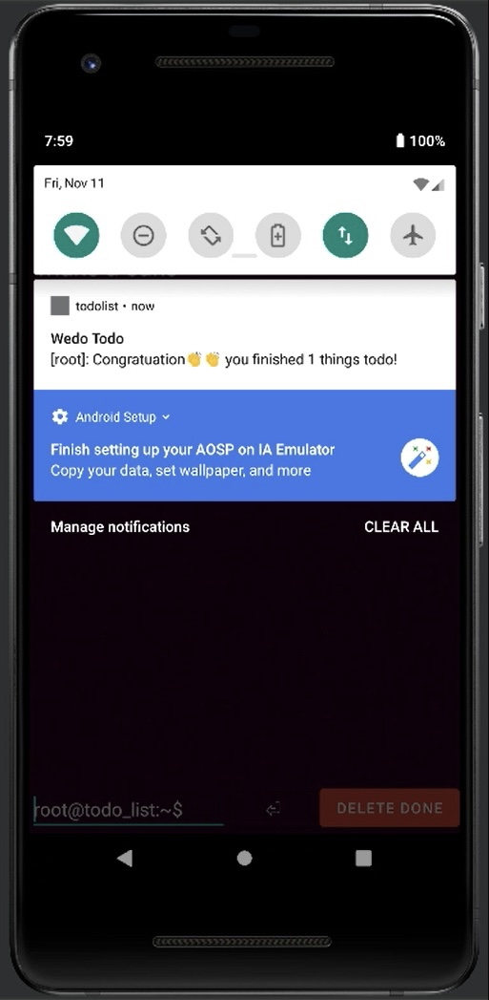 7:59
100%
Fri, Nov 11
todolist • now
Wedo Todo
[root]: Congratuation👏👏 you finished 1 things todo!
Android Setup
Finish setting up your AOSP on IA Emulator
Copy your data, set wallpaper, and more
Manage notifications
CLEAR ALL
root@todo_list:~$
DELETE DONE